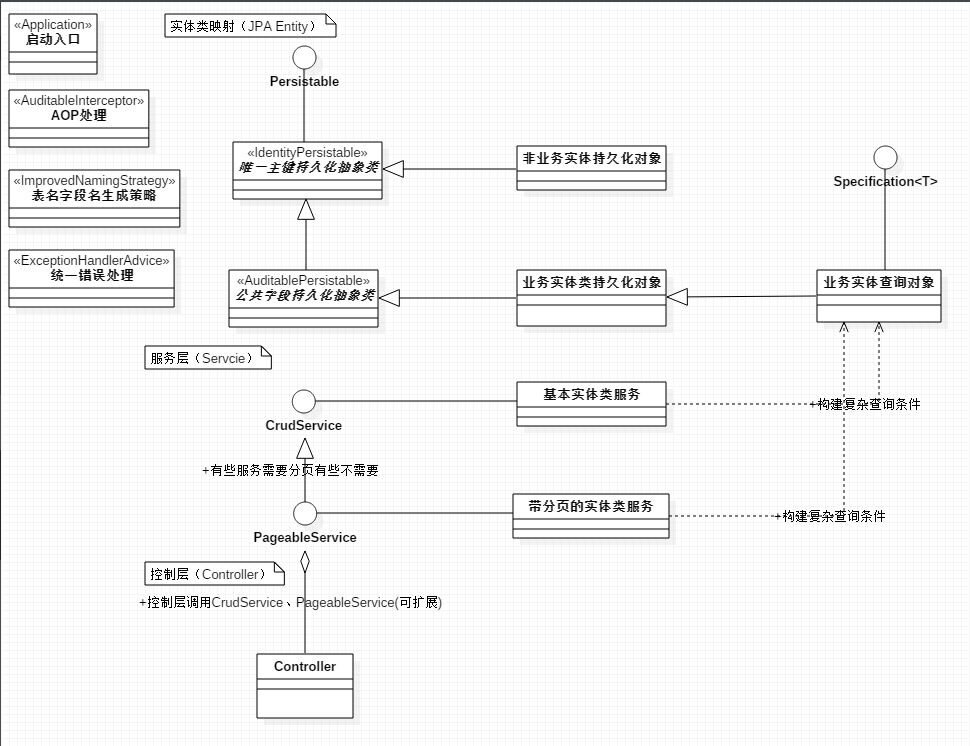 «Application»
启动入口
实体类映射（JPA Entity）
Persistable
«AuditableInterceptor»
AOP处理
«IdentityPersistable»
唯一主键持久化抽象类
非业务实体持久化对象
Specification<T>
«ImprovedNamingStrategy»
表名字段名生成策略
«ExceptionHandlerAdvice»
统一错误处理
«AuditablePersistable»
公共字段持久化抽象类
业务实体类持久化对象
业务实体查询对象
服务层（Servcie）
CrudService
基本实体类服务
+构建复杂查询条件
+有些服务需要分页有些不需要
PageableService
带分页的实体类服务
+构建复杂查询条件
控制层（Controller）
+控制层调用CrudService、PageableService(可扩展)
Controller